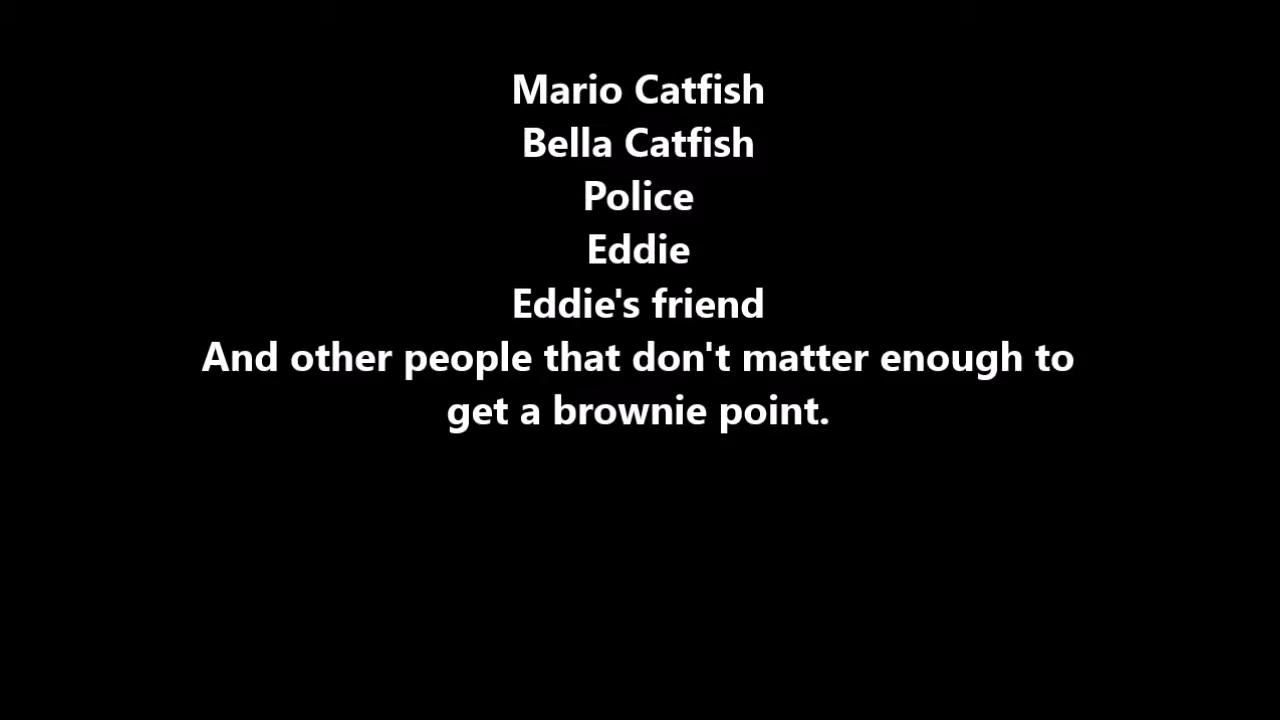 Mario Catfish
Bella Catfish
Police
Eddie
Eddie's friend
And other people that don't matter enough to
get a brownie point.